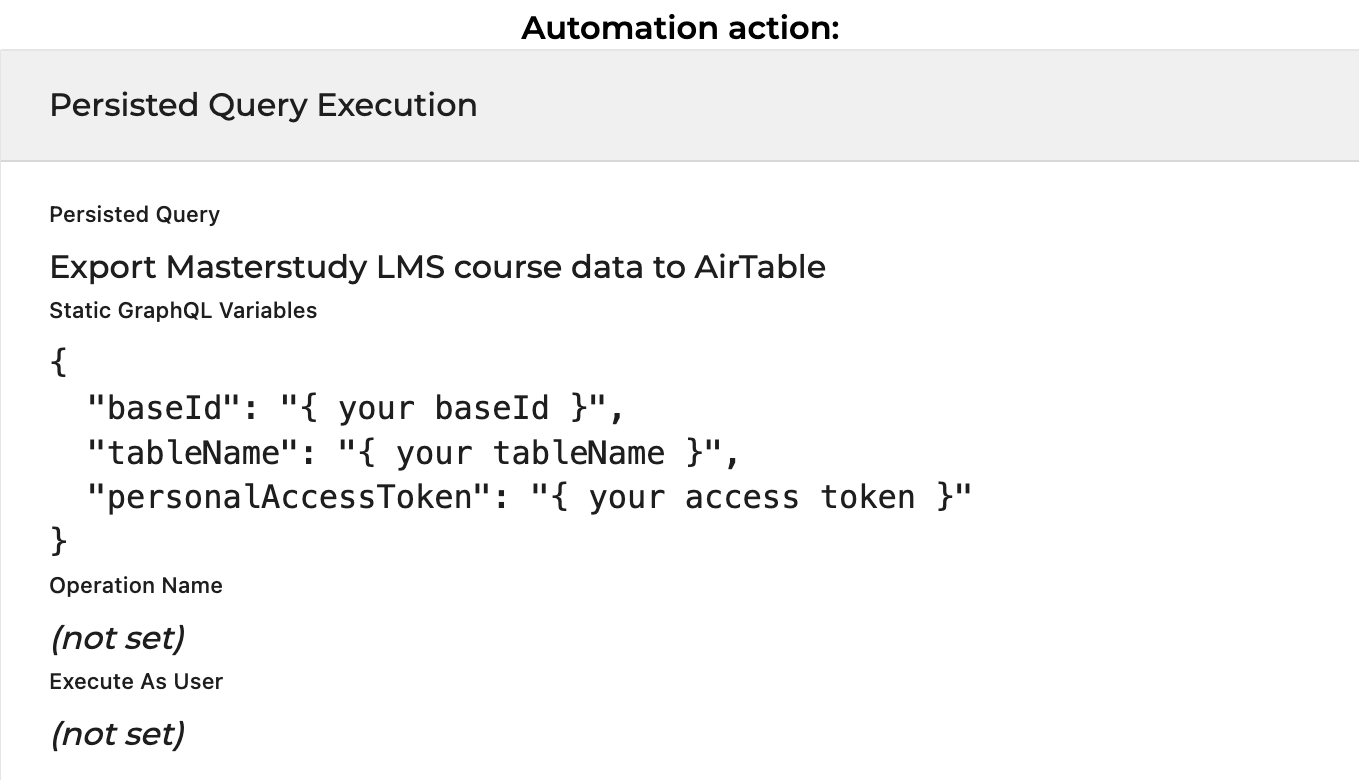 Automation action:
Persisted Query Execution
Persisted Query
Export Masterstudy LMS course data to AirTable
Static GraphQL Variables
{
  "baseId": "{ your baseId }",
  "tableName": "{ your tableName }",
  "personalAccessToken": "{ your access token }"
}
Operation Name
(not set)
Execute As User
(not set)